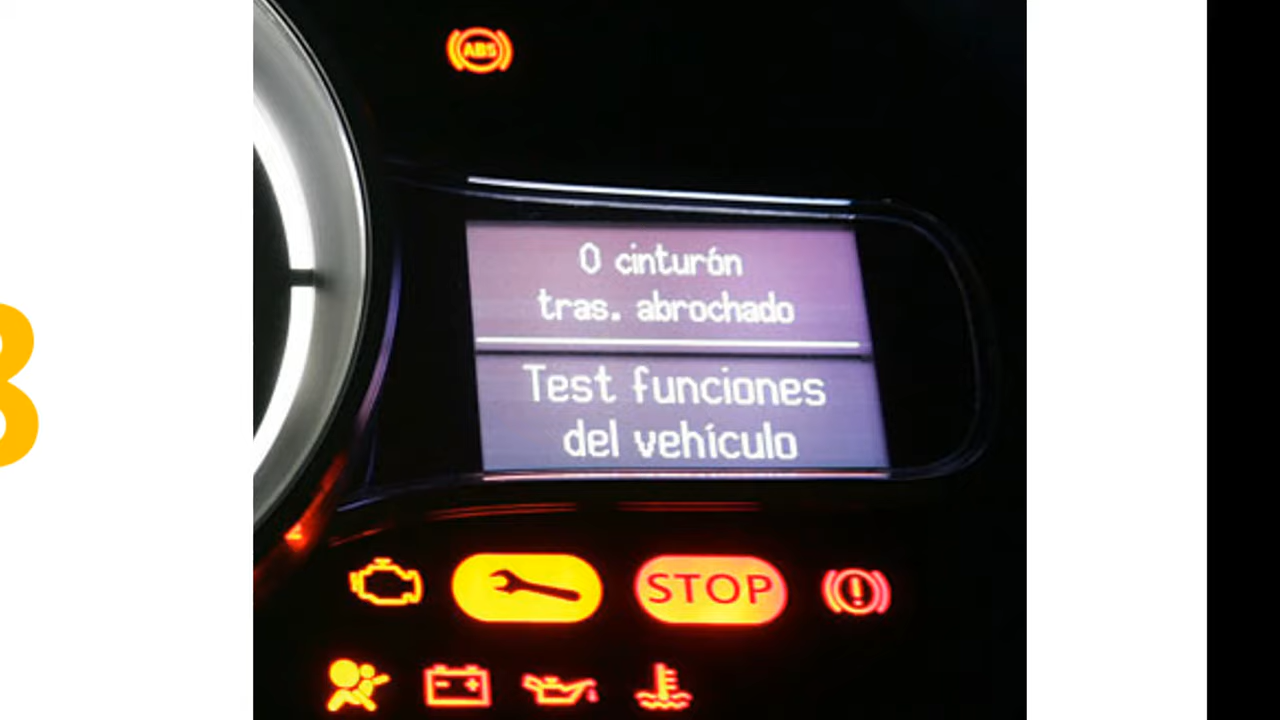 ABS
0 cinturón
tras. abrochado
Test funciones
del vehículo
STOP